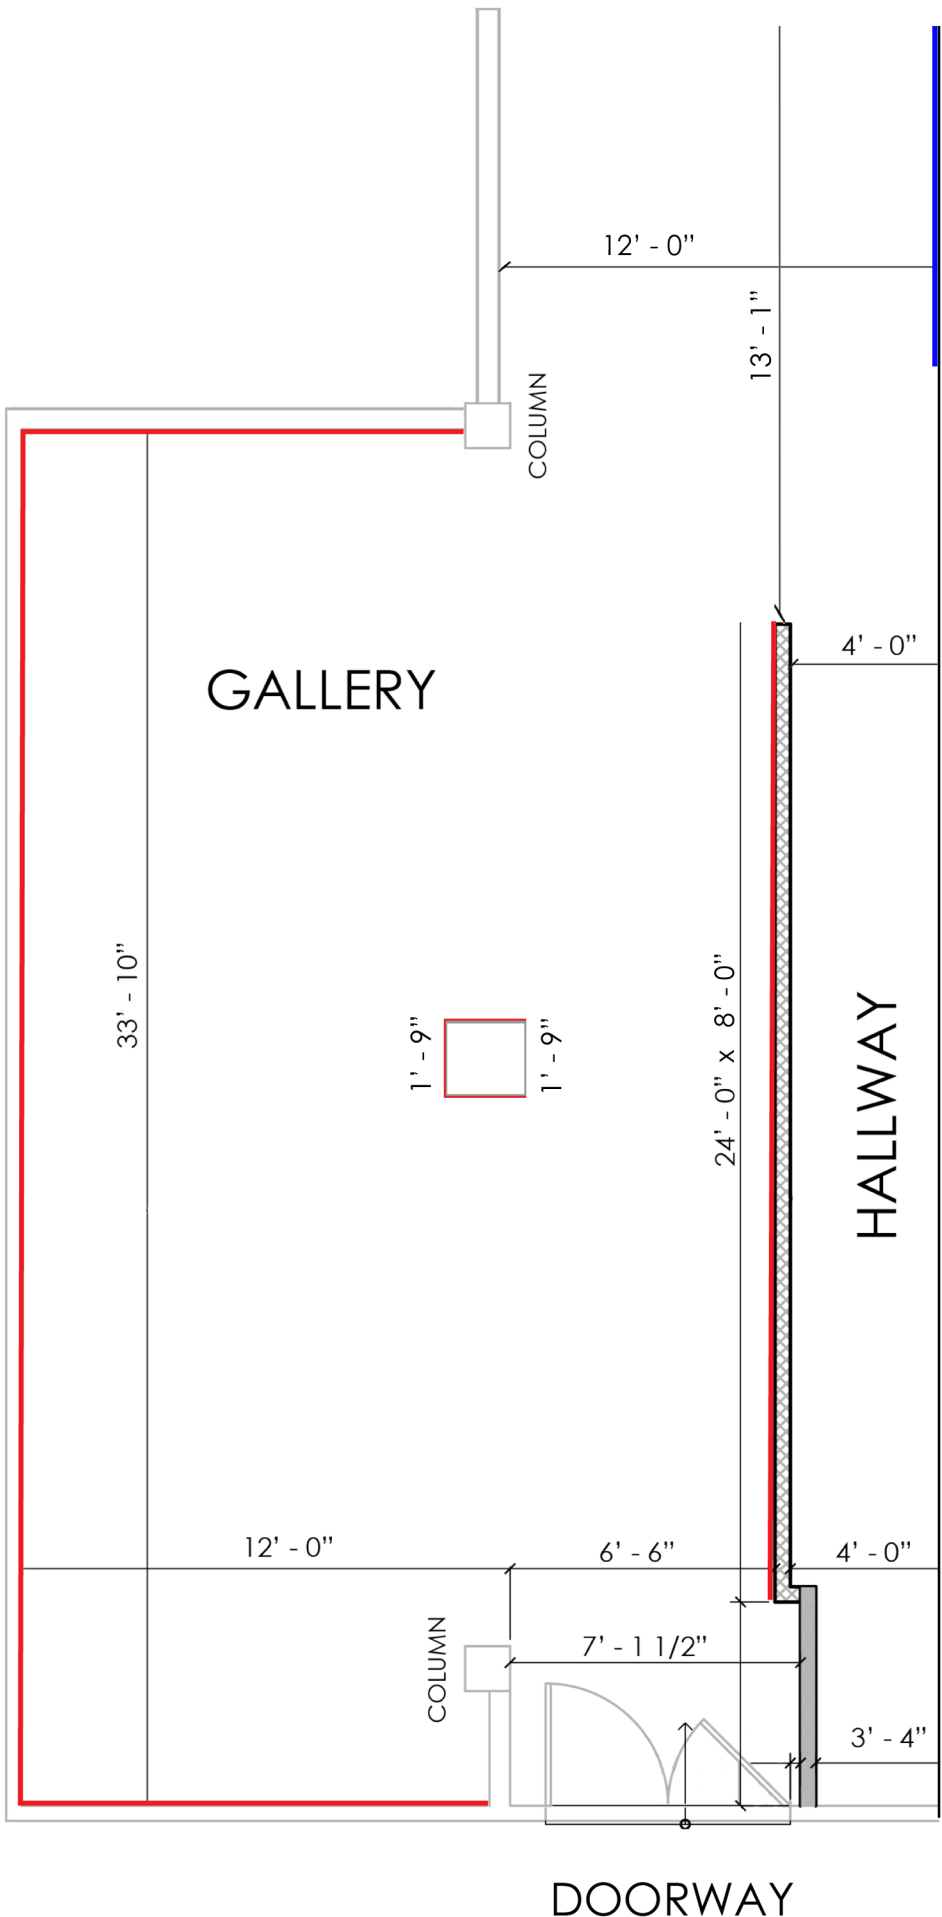 12’ - 0”
13’ - 1”
COLUMN
4’ - 0”
GALLERY
33’ - 10”
1’ - 9”
1’ - 9”
24’ - 0” x 8’ - 0”
HALLWAY
12’ - 0”
6’ - 6”
4’ - 0”
COLUMN
7’ - 1 1/2”
3’ - 4”
DOORWAY